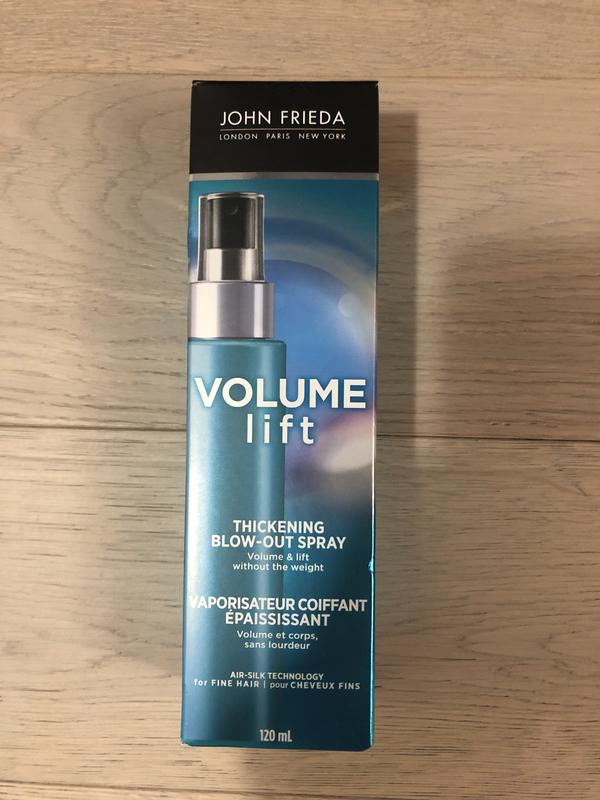 JOHN FRIEDA
LONDON PARIS NEW YORK
VOLUME
lift
THICKENING
BLOW-OUT SPRAY
Volume & lift
without the weight
VAPORISATEUR COIFFANT
ÉPAISSISSANT
Volume et corps,
sans lourdeur
AIR-SILK TECHNOLOGY
for FINE HAIR | pour CHEVEUX FINS
120 mL